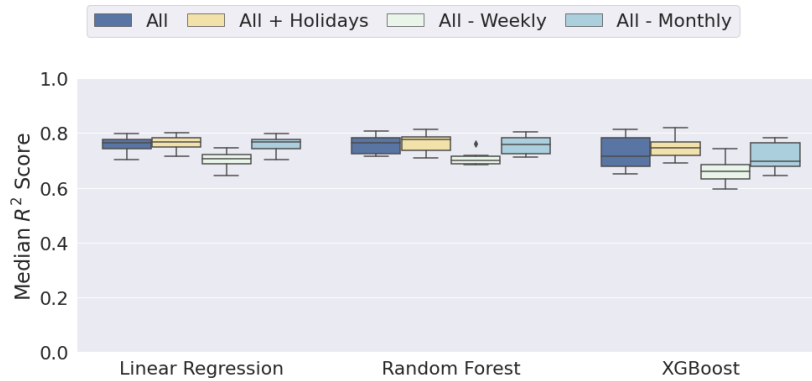 All All + Holidays All - Weekly All - Monthly
Median R² Score
1.0
0.8
0.6
0.4
0.2
0.0
Linear Regression Random Forest XGBoost